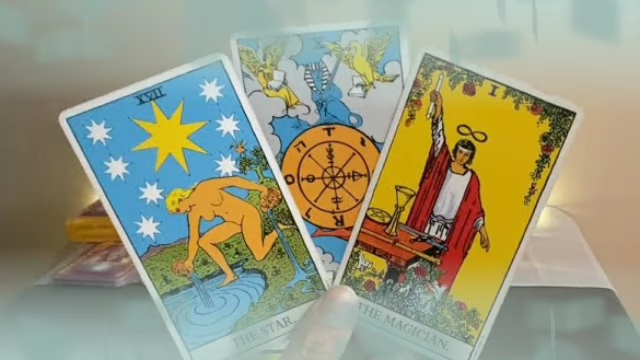 XVII
THE STAR.
X
I
THE MAGICIAN.